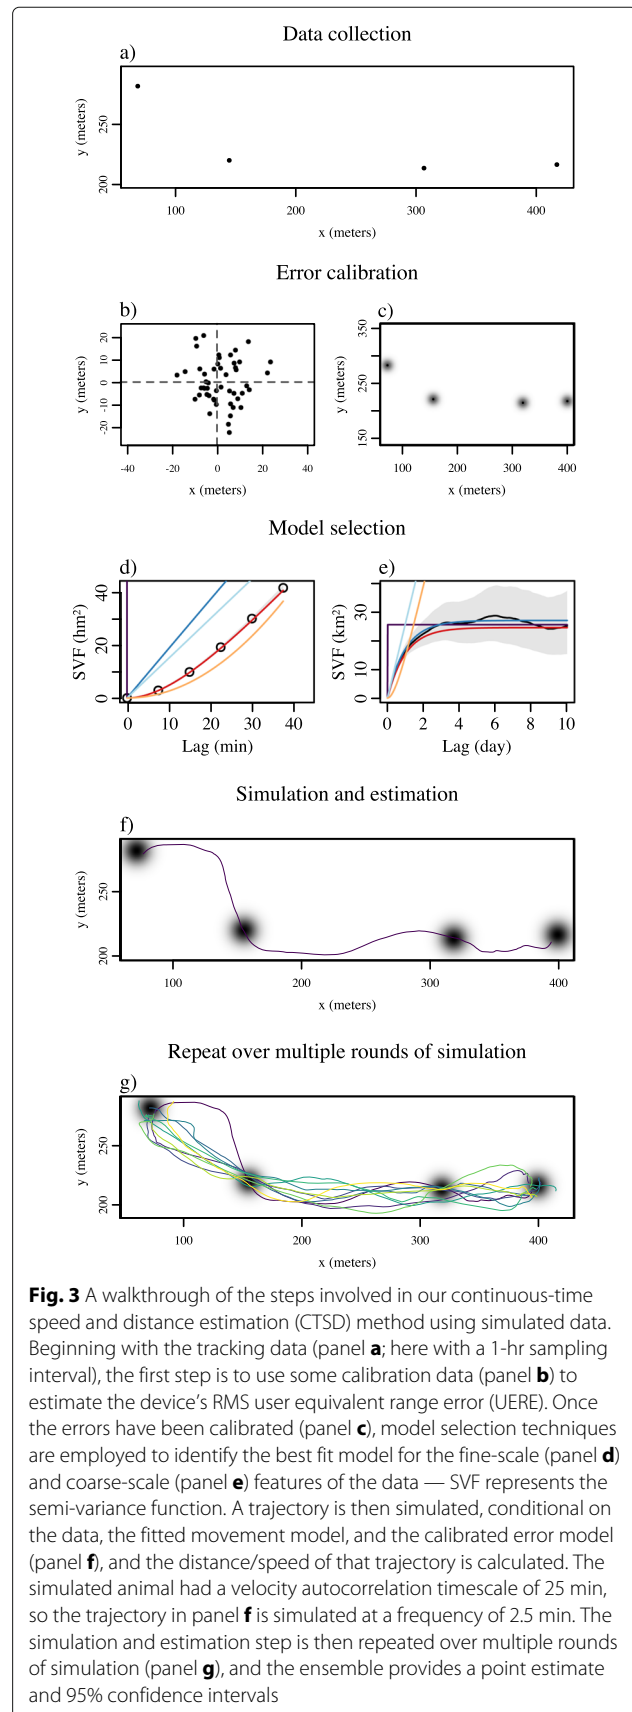 Data collection
a)
y (meters)
250
200
100
200
300
400
x (meters)
Error calibration
b)
y (meters)
20
10
0
-10
-20
-40
-20
0
20
40
x (meters)
c)
y (meters)
350
250
150
100
200
300
400
x (meters)
Model selection
d)
SVF (hm²)
40
20
0
0
10
20
30
40
Lag (min)
e)
SVF (km²)
30
10
0
0
2
4
6
8
10
Lag (day)
Simulation and estimation
f)
y (meters)
250
200
100
200
300
400
x (meters)
Repeat over multiple rounds of simulation
g)
y (meters)
250
200
100
200
300
400
x (meters)
Fig. 3 A walkthrough of the steps involved in our continuous-time
speed and distance estimation (CTSD) method using simulated data.
Beginning with the tracking data (panel a; here with a 1-hr sampling
interval), the first step is to use some calibration data (panel b) to
estimate the device's RMS user equivalent range error (UERE). Once
the errors have been calibrated (panel c), model selection techniques
are employed to identify the best fit model for the fine-scale (panel d)
and coarse-scale (panel e) features of the data — SVF represents the
semi-variance function. A trajectory is then simulated, conditional on
the data, the fitted movement model, and the calibrated error model
(panel f), and the distance/speed of that trajectory is calculated. The
simulated animal had a velocity autocorrelation timescale of 25 min,
so the trajectory in panel f is simulated at a frequency of 2.5 min. The
simulation and estimation step is then repeated over multiple rounds
of simulation (panel g), and the ensemble provides a point estimate
and 95% confidence intervals